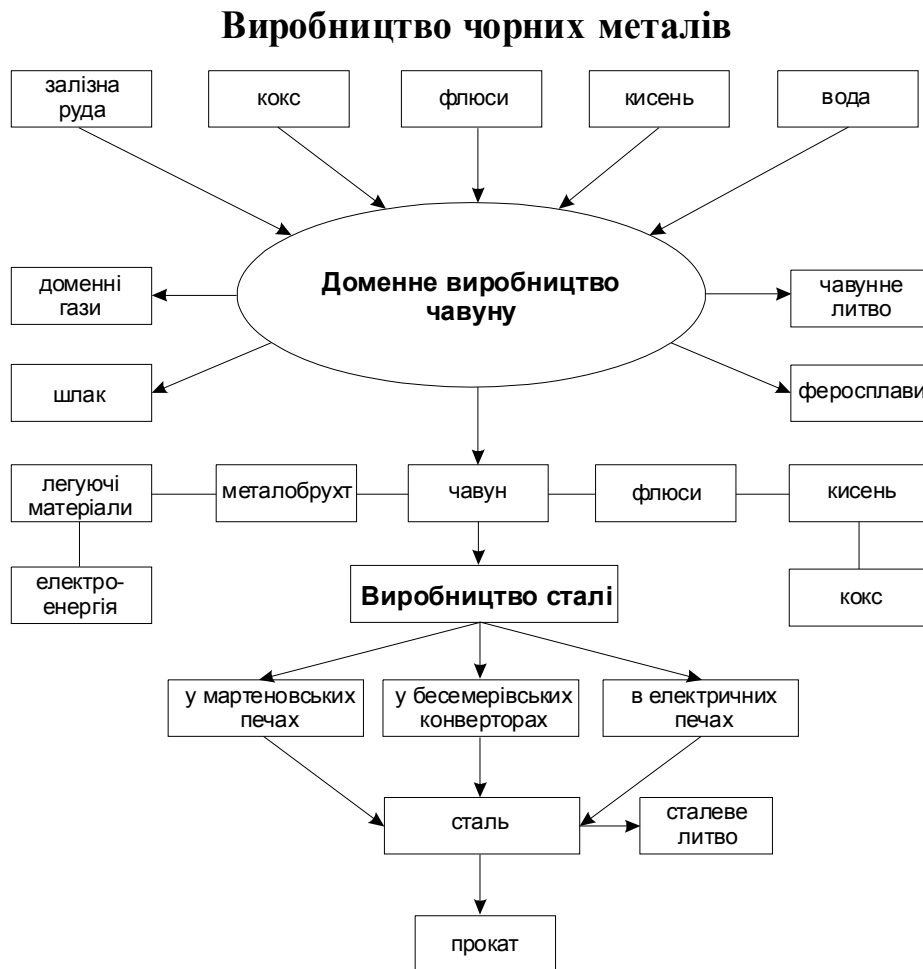 Виробництво чорних металів
залізна
руда
кокс
флюси
кисень
вода
Доменне виробництво
чавуну
доменні
гази
чавунне
литво
шлак
феросплави
легуючі
матеріали
металобрухт
чавун
флюси
кисень
електро-
енергія
Виробництво сталі
кокс
у мартеновських
печах
у бесемерівських
конверторах
в електричних
печах
сталь
сталеве
литво
прокат